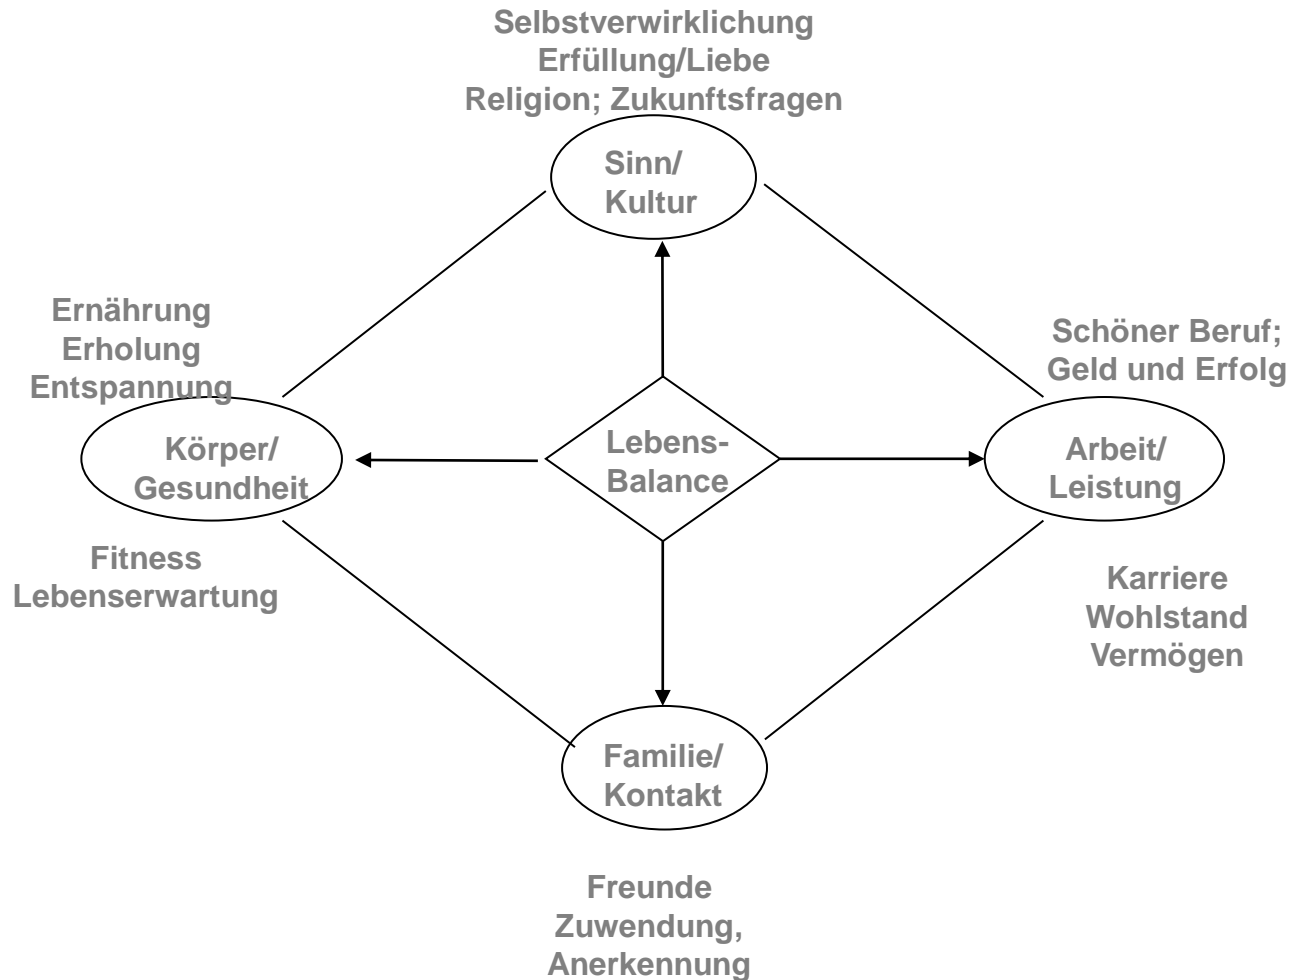 Selbstverwirklichung
Erfüllung/Liebe
Religion; Zukunftsfragen
Sinn/
Kultur
Ernährung
Erholung
Entspannung
Körper/
Gesundheit
Fitness
Lebenserwartung
Lebens-
Balance
Schöner Beruf;
Geld und Erfolg
Arbeit/
Leistung
Karriere
Wohlstand
Vermögen
Familie/
Kontakt
Freunde
Zuwendung,
Anerkennung